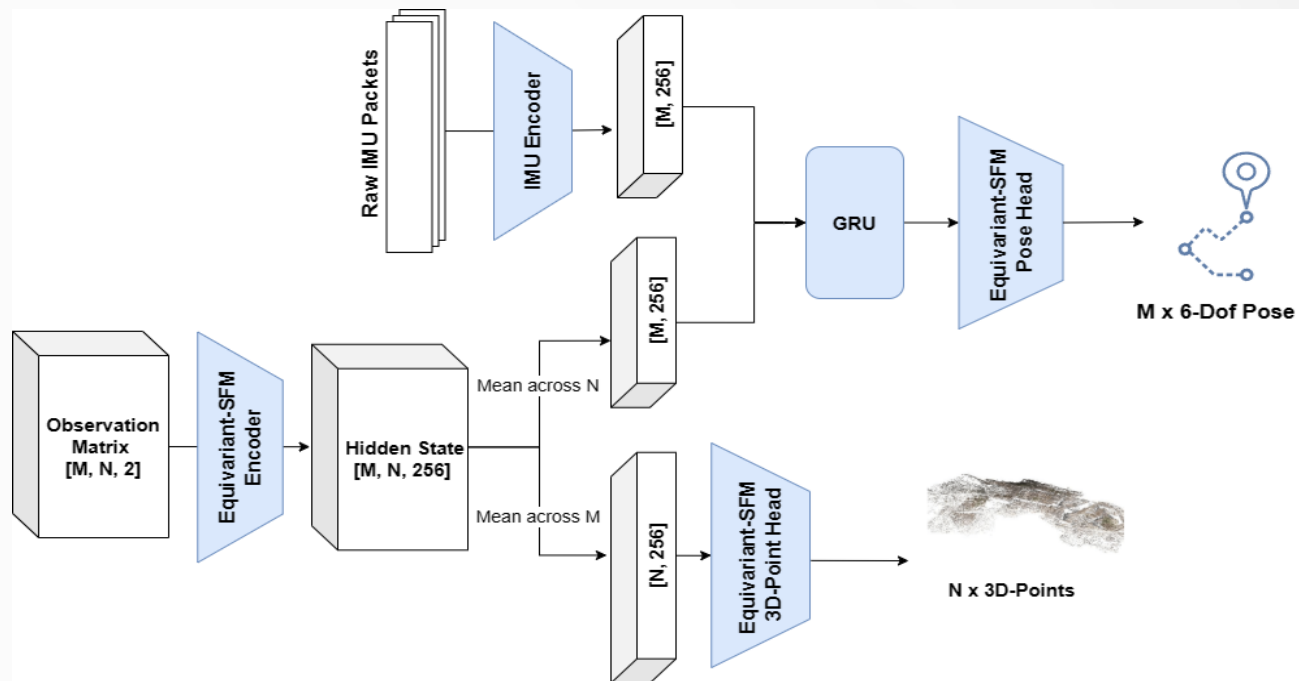 Raw IMU Packets
IMU Encoder
[M, 256]
GRU
Equivariant-SFM
Pose Head
M x 6-Dof Pose
[M, 256]
Observation
Matrix
[M, N, 2]
Equivariant-SFM
Encoder
Hidden State
[M, N, 256]
Mean across N
Mean across M
[N, 256]
Equivariant-SFM
3D-Point Head
N x 3D-Points